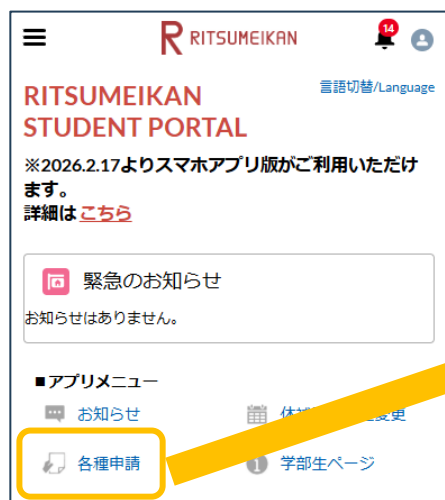 RITSUMEIKAN
14
言語切替/Language
RITSUMEIKAN
STUDENT PORTAL
※2026.2.17よりスマホアプリ版がご利用いただけ
ます。
詳細は こちら
緊急のお知らせ
お知らせはありません。
■アプリメニュー
お知らせ
変更
各種申請
学部生ページ